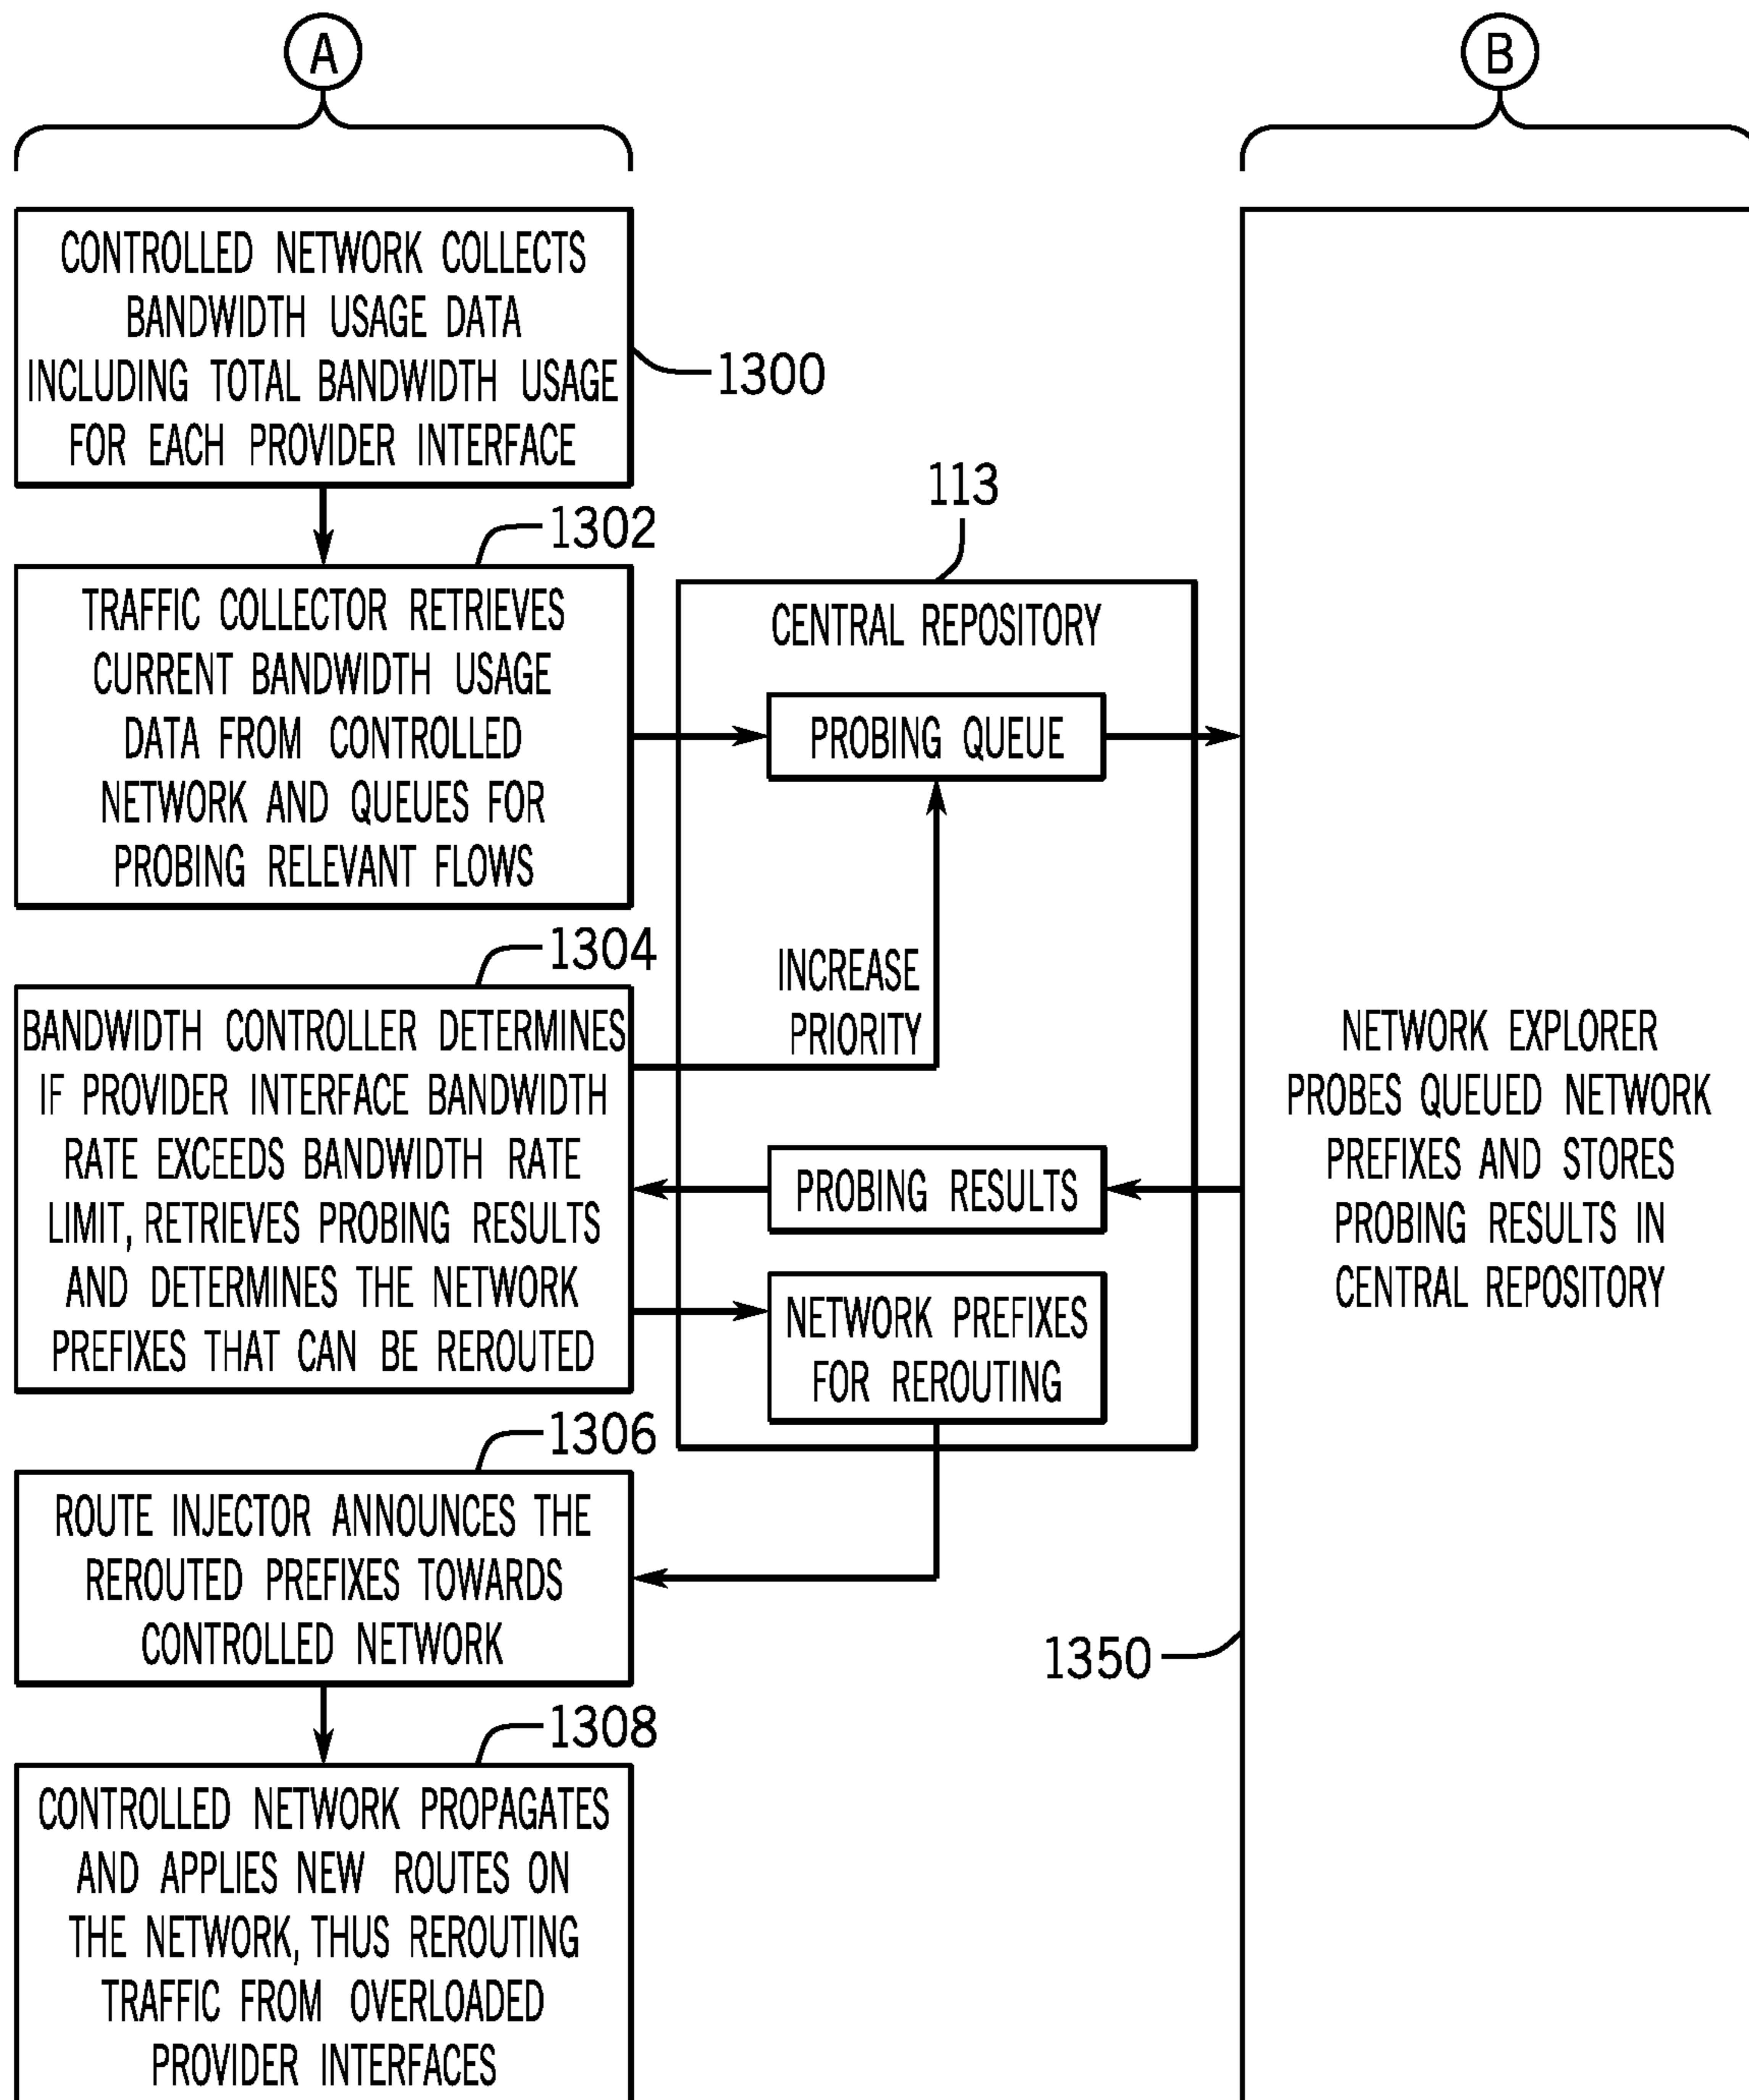 A
B
CONTROLLED NETWORK COLLECTS
BANDWIDTH USAGE DATA
INCLUDING TOTAL BANDWIDTH USAGE
FOR EACH PROVIDER INTERFACE
1300
1302
TRAFFIC COLLECTOR RETRIEVES
CURRENT BANDWIDTH USAGE
DATA FROM CONTROLLED
NETWORK AND QUEUES FOR
PROBING RELEVANT FLOWS
113
CENTRAL REPOSITORY
PROBING QUEUE
INCREASE
PRIORITY
1304
BANDWIDTH CONTROLLER DETERMINES
IF PROVIDER INTERFACE BANDWIDTH
RATE EXCEEDS BANDWIDTH RATE
LIMIT, RETRIEVES PROBING RESULTS
AND DETERMINES THE NETWORK
PREFIXES THAT CAN BE REROUTED
PROBING RESULTS
NETWORK PREFIXES
FOR REROUTING
NETWORK EXPLORER
PROBES QUEUED NETWORK
PREFIXES AND STORES
PROBING RESULTS IN
CENTRAL REPOSITORY
1306
ROUTE INJECTOR ANNOUNCES THE
REROUTED PREFIXES TOWARDS
CONTROLLED NETWORK
1350
1308
CONTROLLED NETWORK PROPAGATES
AND APPLIES NEW ROUTES ON
THE NETWORK, THUS REROUTING
TRAFFIC FROM OVERLOADED
PROVIDER INTERFACES